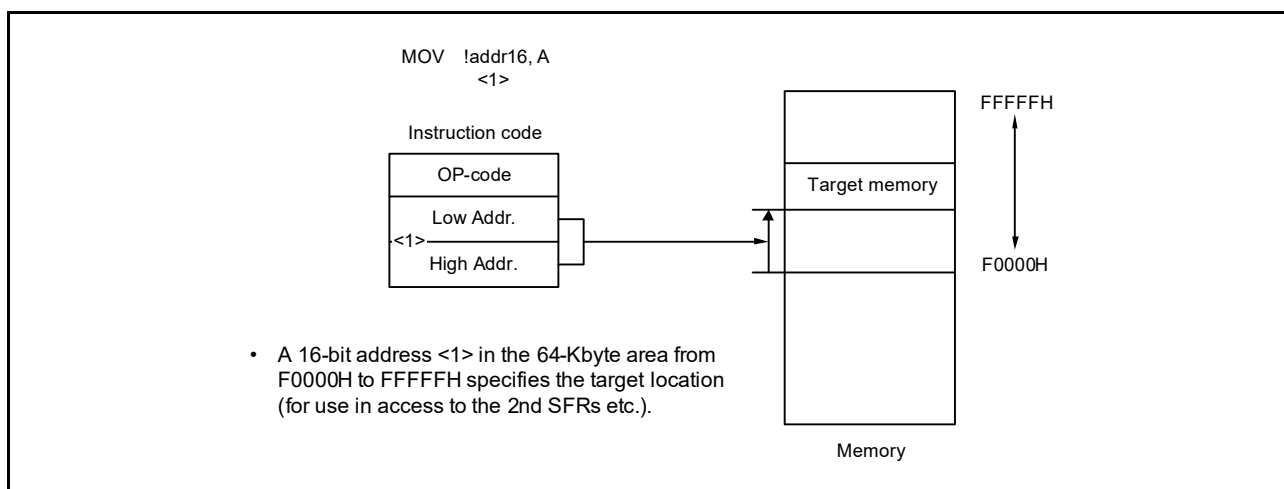 MOV !addr16, A
<1>
Instruction code
OP-code
Low Addr.
<1>
High Addr.
FFFFFH
Target memory
F0000H
• A 16-bit address <1> in the 64-Kbyte area from
F0000H to FFFFFH specifies the target location
(for use in access to the 2nd SFRs etc.).
Memory